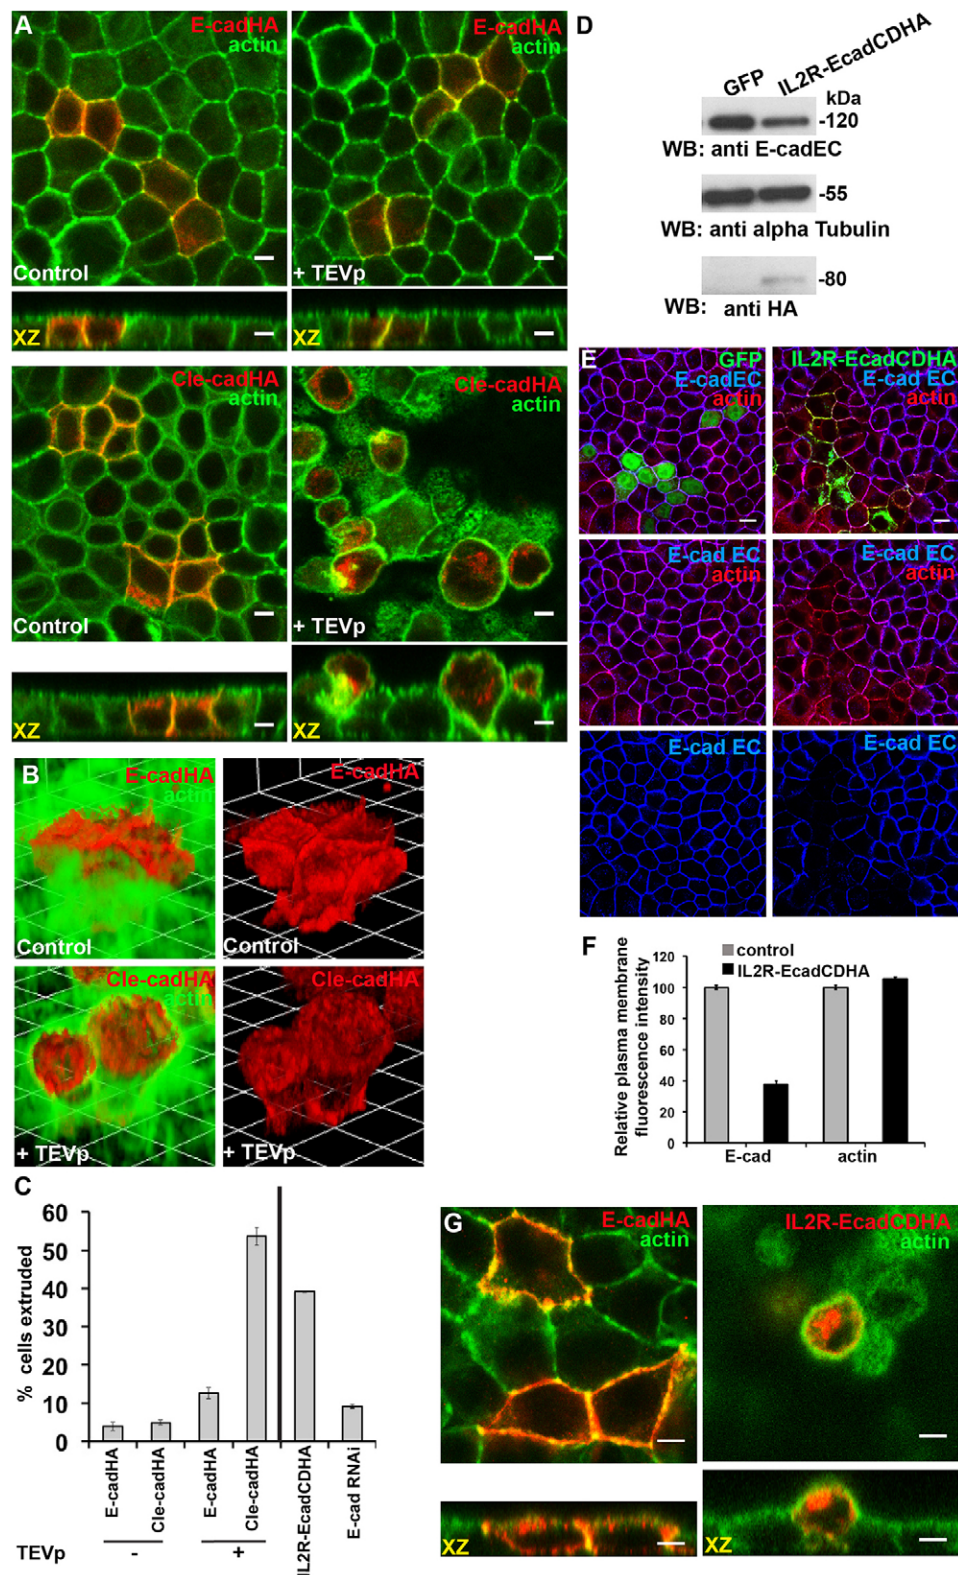 A
E-cadHA
actin
Control
E-cadHA
actin
+ TEVp
XZ
XZ
Cle-cadHA
actin
Control
Cle-cadHA
actin
+ TEVp
XZ
XZ
B
E-cadHA
actin
Control
E-cadHA
Control
Cle-cadHA
actin
+ TEVp
Cle-cadHA
+ TEVp
C
% cells extruded
60
50
40
30
20
10
0
E-cadHA
Cle-cadHA
E-cadHA
Cle-cadHA
IL2R-EcadCDHA
E-cad RNAi
TEVp - +
D
GFP
IL2R-EcadCDHA
kDa
-120
WB: anti E-cadEC
-55
WB: anti alpha Tubulin
-80
WB: anti HA
E
GFP
E-cadEC
actin
IL2R-EcadCDHA
E-cad EC
actin
E-cad EC
actin
E-cad EC
actin
E-cad EC
E-cad EC
F
control
IL2R-EcadCDHA
Relative plasma membrane
fluorescence intensity
120
100
80
60
40
20
0
E-cad
actin
G
E-cadHA
actin
IL2R-EcadCDHA
actin
XZ
XZ